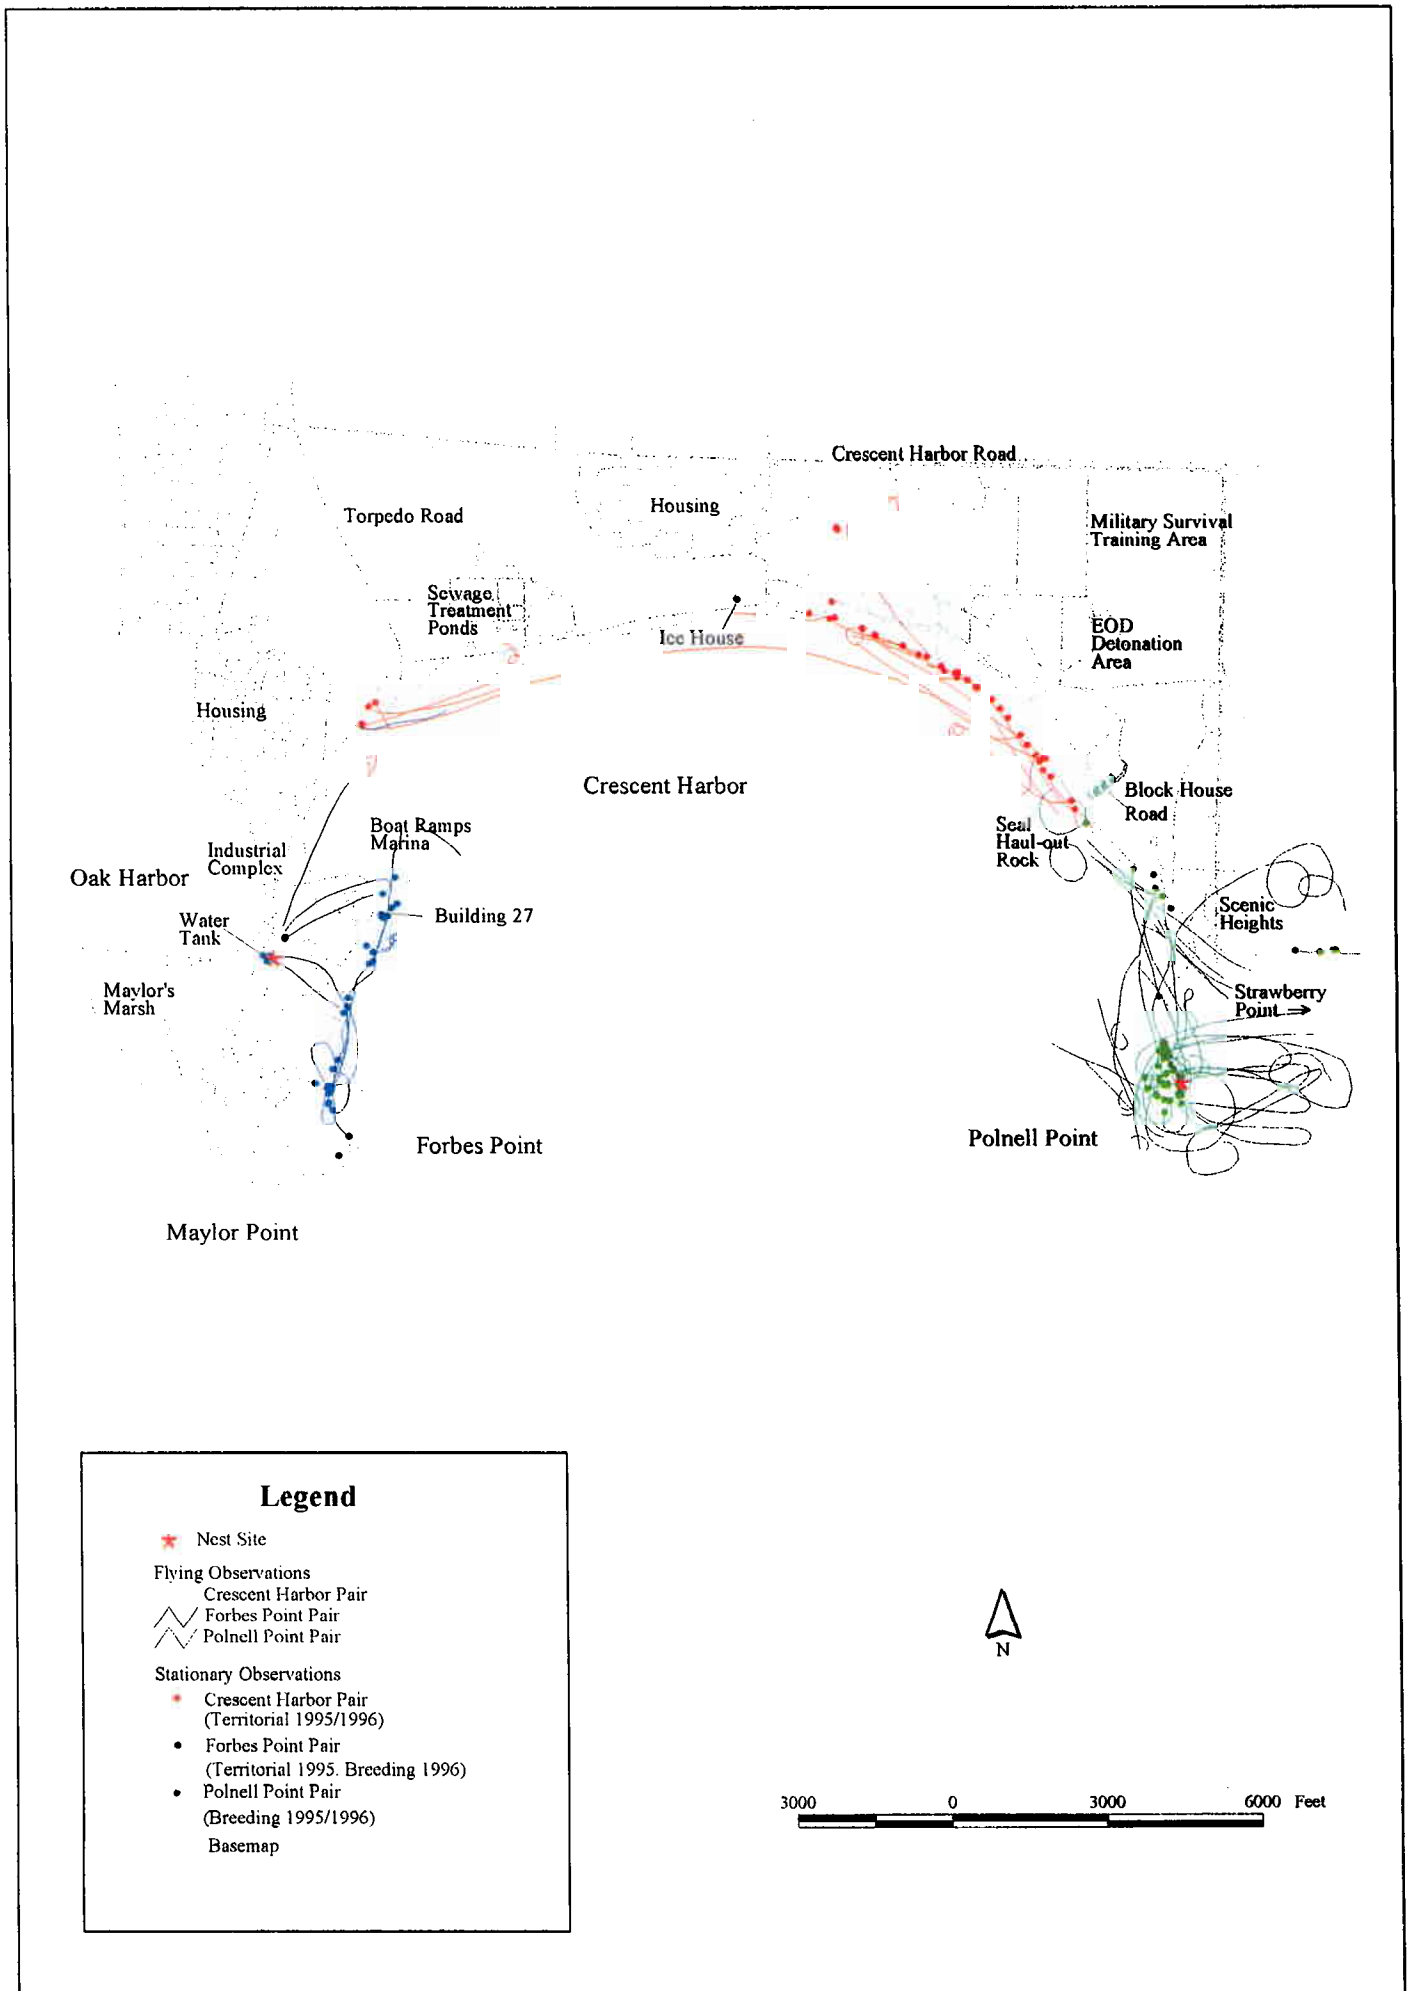 Crescent Harbor Road
Torpedo Road
Housing
Military Survival
Training Area
Sewage
Treatment
Ponds
Ice House
EOD
Detonation
Area
Housing
Crescent Harbor
Block House
Road
Boat Ramps
Marina
Seal
Haul-out
Rock
Industrial
Complex
Oak Harbor
Building 27
Scenic
Heights
Water
Tank
Maylor's
Marsh
Strawberry
Point
Forbes Point
Polnell Point
Maylor Point
Legend
Nest Site
Flying Observations
Crescent Harbor Pair
Forbes Point Pair
Polnell Point Pair
Stationary Observations
Crescent Harbor Pair
(Territorial 1995/1996)
Forbes Point Pair
(Territorial 1995. Breeding 1996)
Polnell Point Pair
(Breeding 1995/1996)
Basemap
N
3000 0 3000 6000 Feet